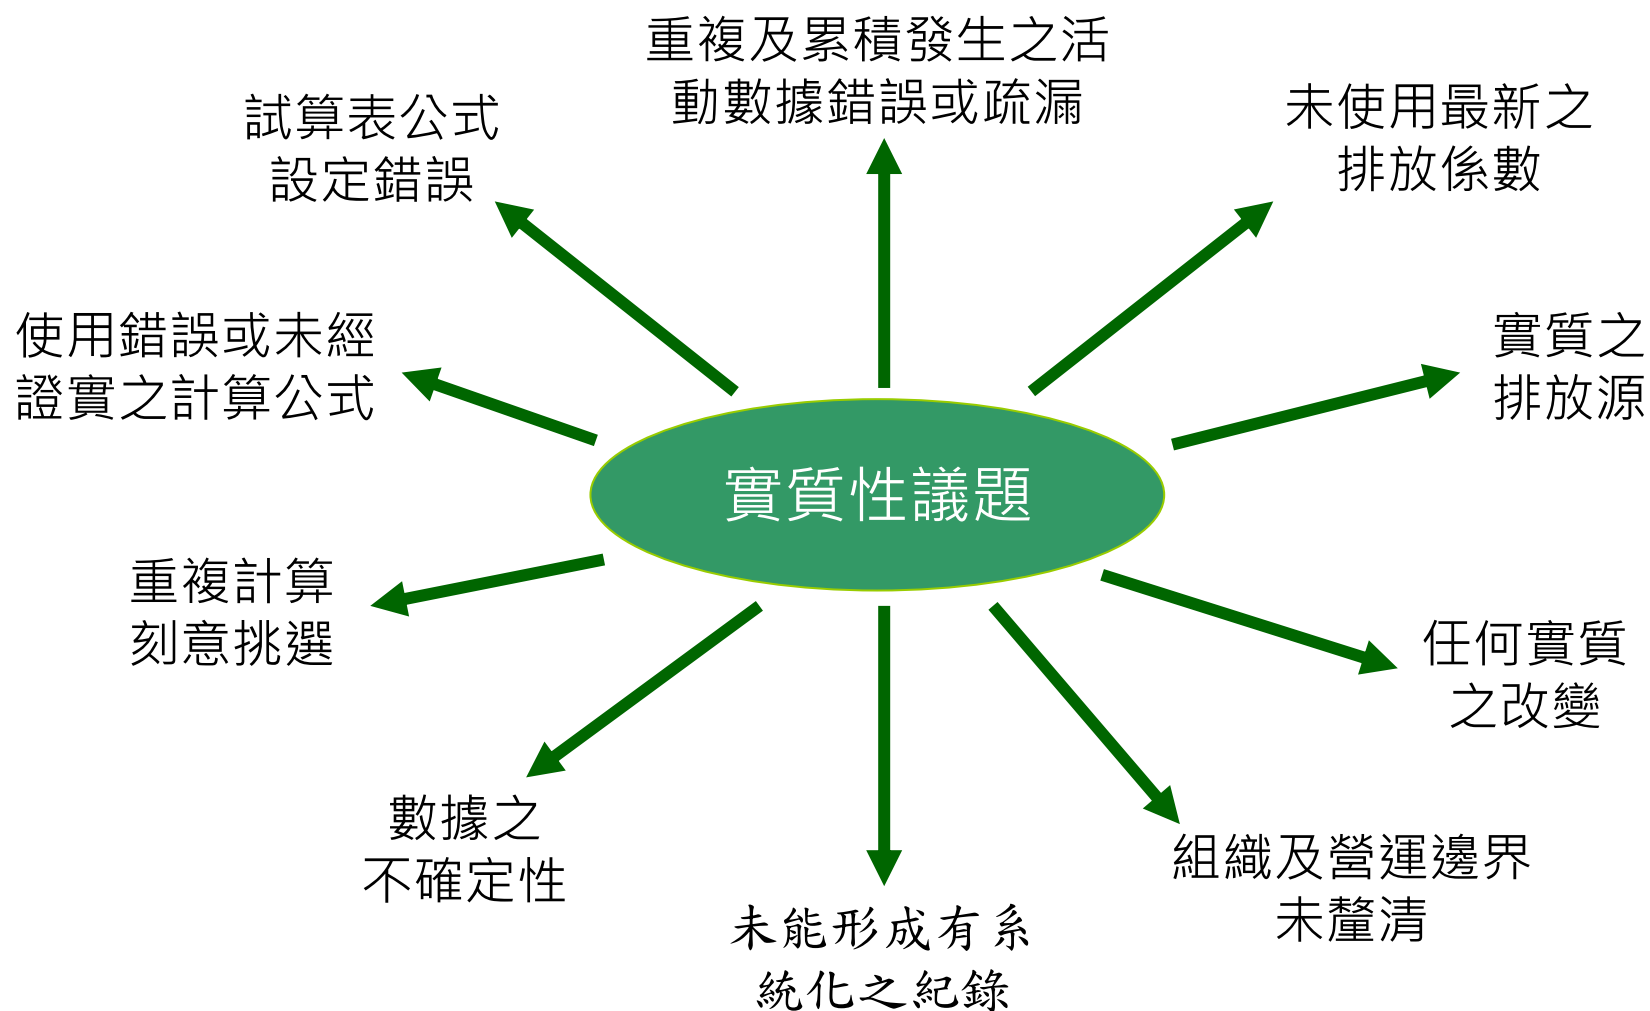 重複及累積發生之活
動數據錯誤或疏漏
試算表公式
設定錯誤
未使用最新之
排放係數
使用錯誤或未經
證實之計算公式
實質之
排放源
實質性議題
重複計算
刻意挑選
任何實質
之改變
數據之
不確定性
組織及營運邊界
未釐清
未能形成有系
統化之紀錄